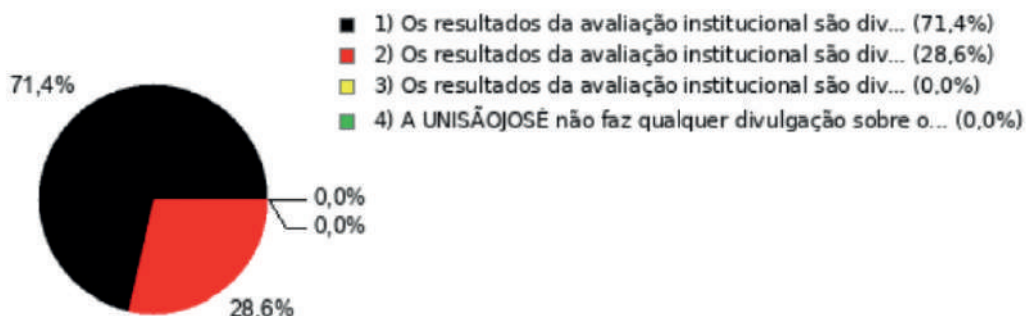 1) Os resultados da avaliação institucional são div... (71,4%)
2) Os resultados da avaliação institucional são div... (28,6%)
3) Os resultados da avaliação institucional são div... (0,0%)
4) A UNISÃOJOSÉ não faz qualquer divulgação sobre o... (0,0%)
71,4%
0,0%
0,0%
28,6%